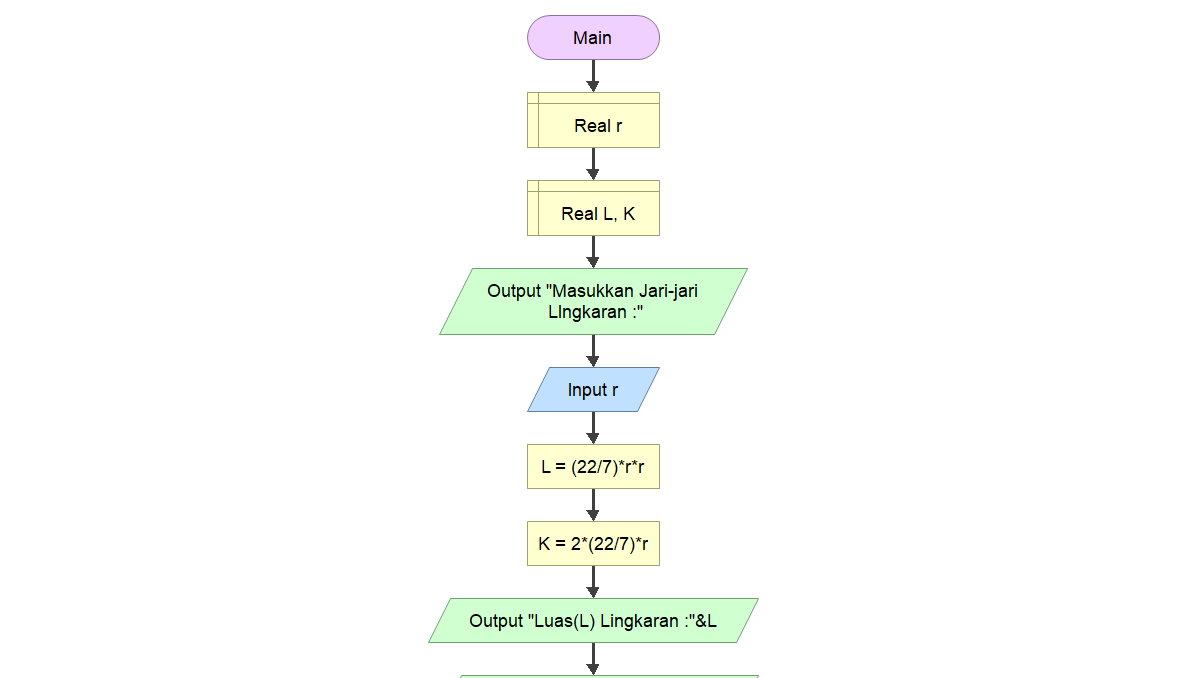 Main
Real r
Real L, K
Output "Masukkan Jari-jari
LIngkaran :"
Input r
L = (22/7)*r*r
K = 2*(22/7)*r
Output "Luas(L) Lingkaran :"&L